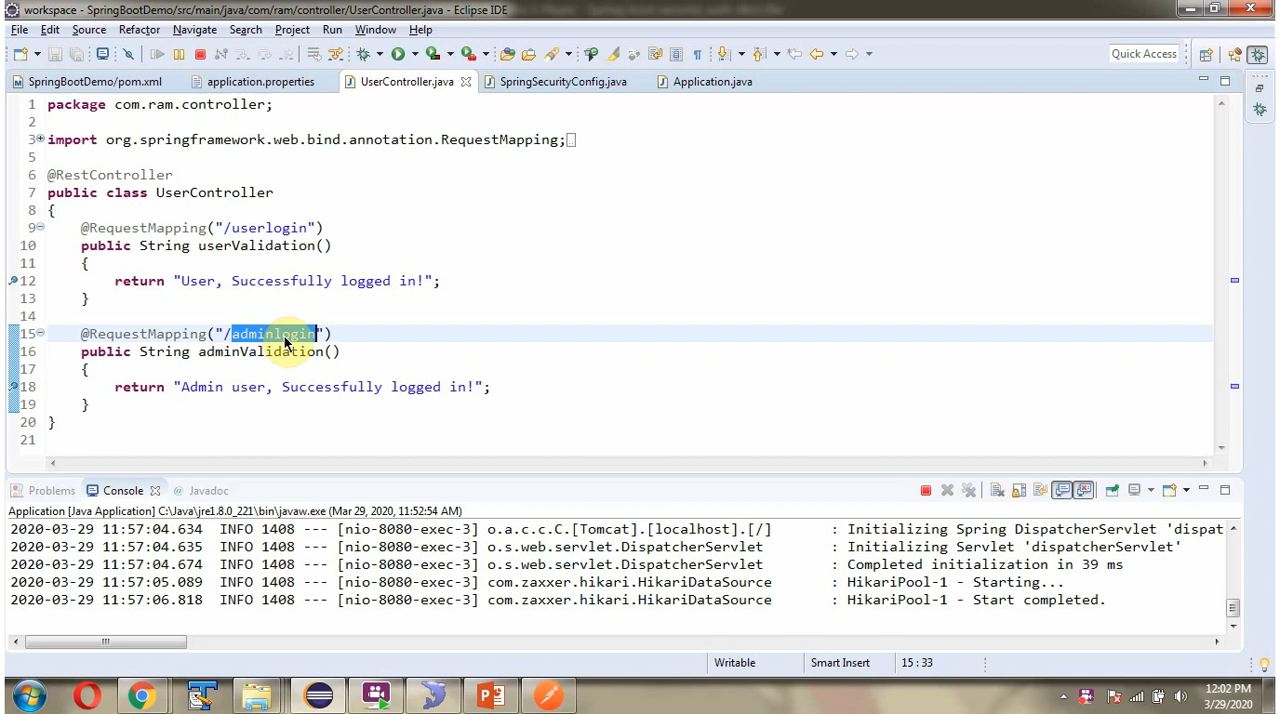 workspace - SpringBootDemo/src/main/java/com/ram/controller/UserController.java - Eclipse IDE
File Edit Source Refactor Navigate Search Project Run Window Help
Quick Access
SpringBootDemo/pom.xml application.properties UserController.java SpringSecurityConfig.java Application.java
1 package com.ram.controller;
2
3 import org.springframework.web.bind.annotation.RequestMapping;
5
6 @RestController
7 public class UserController
8 {
9 @RequestMapping("/userlogin")
10 public String userValidation()
11 {
12 return "User, Successfully logged in!";
13 }
14
15 @RequestMapping("/adminlogin")
16 public String adminValidation()
17 {
18 return "Admin user, Successfully logged in!";
19 }
20 }
21
Problems Console @ Javadoc
Application [Java Application] C:\Java\jre1.8.0_221\bin\javaw.exe (Mar 29, 2020, 11:52:54 AM)
2020-03-29 11:57:04.634 INFO 1408 --- [nio-8080-exec-3] o.a.c.c.C.[Tomcat].[localhost].[/] : Initializing Spring DispatcherServlet 'dispat
2020-03-29 11:57:04.635 INFO 1408 --- [nio-8080-exec-3] o.s.web.servlet.DispatcherServlet : Initializing Servlet 'dispatcherServlet'
2020-03-29 11:57:04.674 INFO 1408 --- [nio-8080-exec-3] o.s.web.servlet.DispatcherServlet : Completed initialization in 39 ms
2020-03-29 11:57:05.089 INFO 1408 --- [nio-8080-exec-3] com.zaxxer.hikari.HikariDataSource : HikariPool-1 - Starting...
2020-03-29 11:57:06.818 INFO 1408 --- [nio-8080-exec-3] com.zaxxer.hikari.HikariDataSource : HikariPool-1 - Start completed.
Writable Smart Insert 15 : 33
12:02 PM
3/29/2020